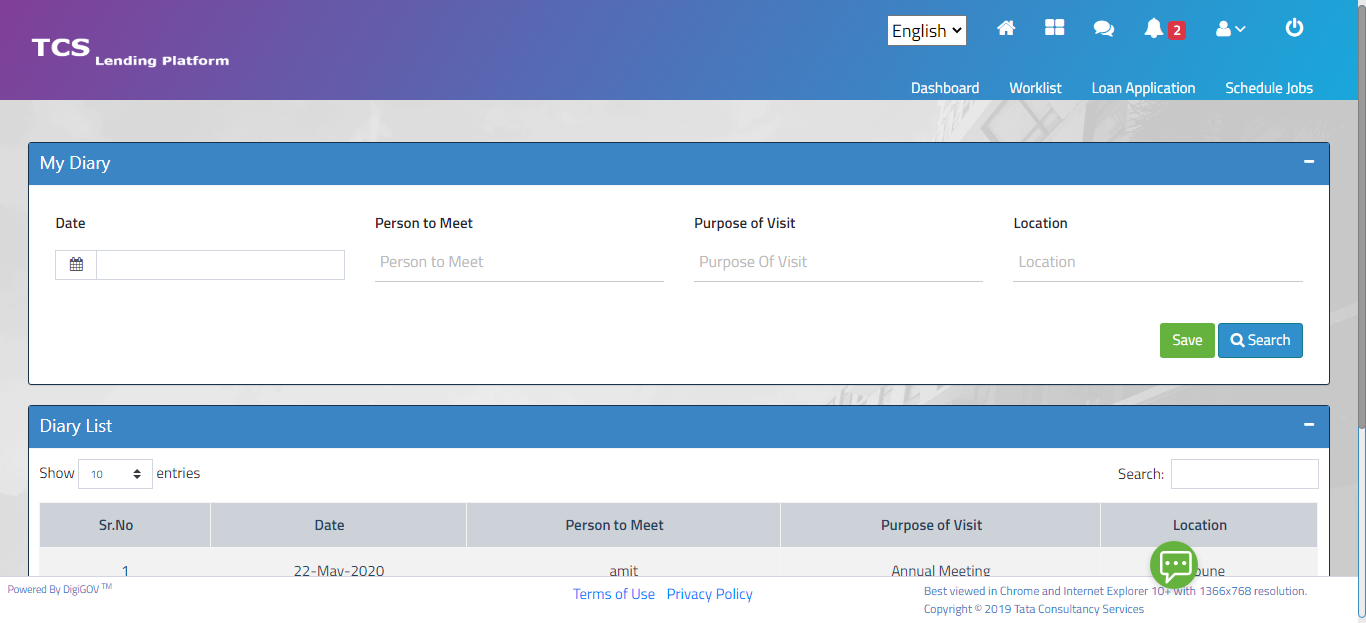 English
2
TCS Lending Platform
Dashboard Worklist Loan Application Schedule Jobs
My Diary
Date Person to Meet Purpose of Visit Location
Person to Meet Purpose Of Visit Location
Save Search
Diary List
Show 10 entries Search:
Sr.No Date Person to Meet Purpose of Visit Location
1 22-May-2020 amit Annual Meeting
Powered By DigiGOV TM
Terms of Use Privacy Policy
Best viewed in Chrome and Internet Explorer 10+ with 1366x768 resolution.
Copyright © 2019 Tata Consultancy Services